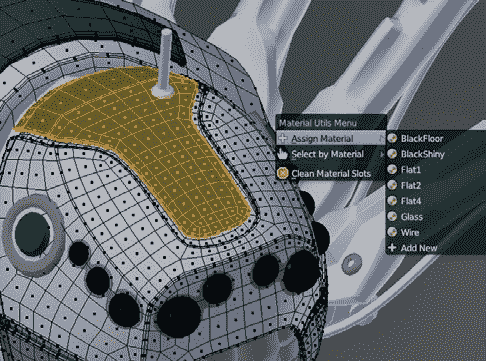 Material Utils Menu
Assign Material
Select by Material
Clean Material Slots
BlackFloor
BlackShiny
Flat1
Flat2
Flat4
Glass
Wire
Add New